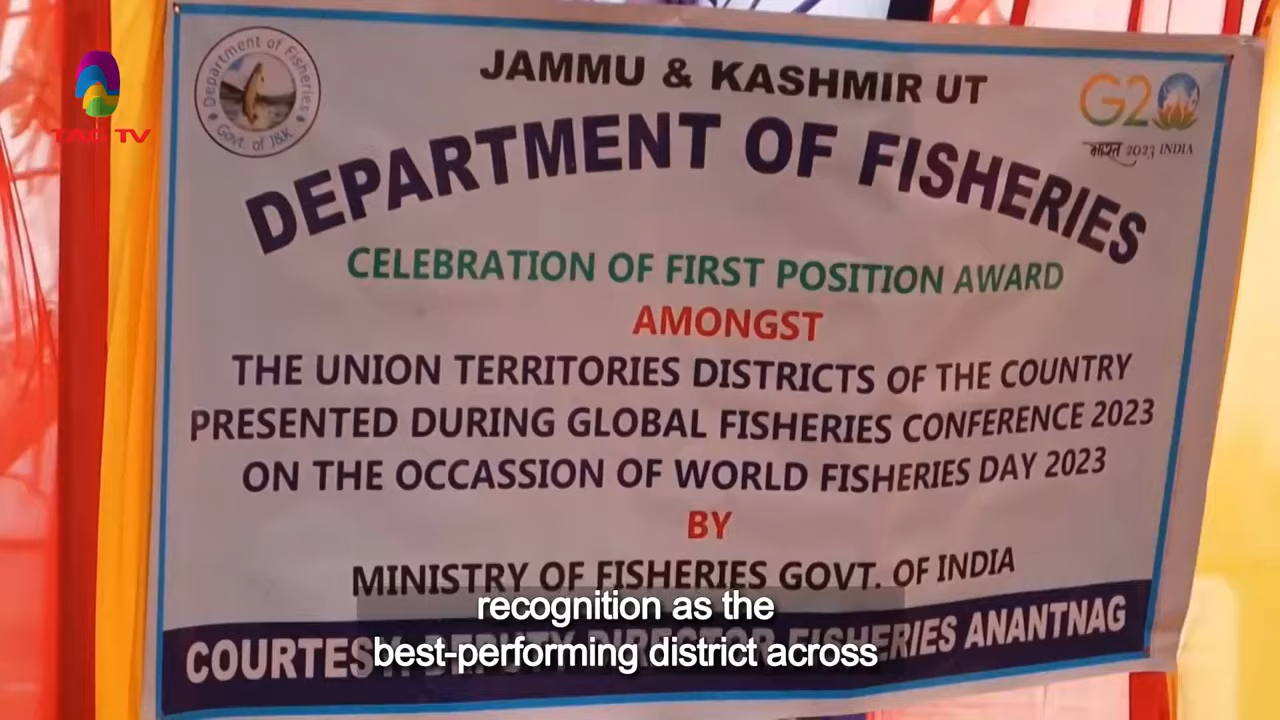 TAG TV
Department of Fisheries
Govt. of J&K.
JAMMU & KASHMIR UT
G20
भारत 2023 INDIA
DEPARTMENT OF FISHERIES
CELEBRATION OF FIRST POSITION AWARD
AMONGST
THE UNION TERRITORIES DISTRICTS OF THE COUNTRY
PRESENTED DURING GLOBAL FISHERIES CONFERENCE 2023
ON THE OCCASSION OF WORLD FISHERIES DAY 2023
BY
MINISTRY OF FISHERIES GOVT. OF INDIA
COURTESY: DEPUTY DIRECTOR FISHERIES ANANTNAG
recognition as the
best-performing district across